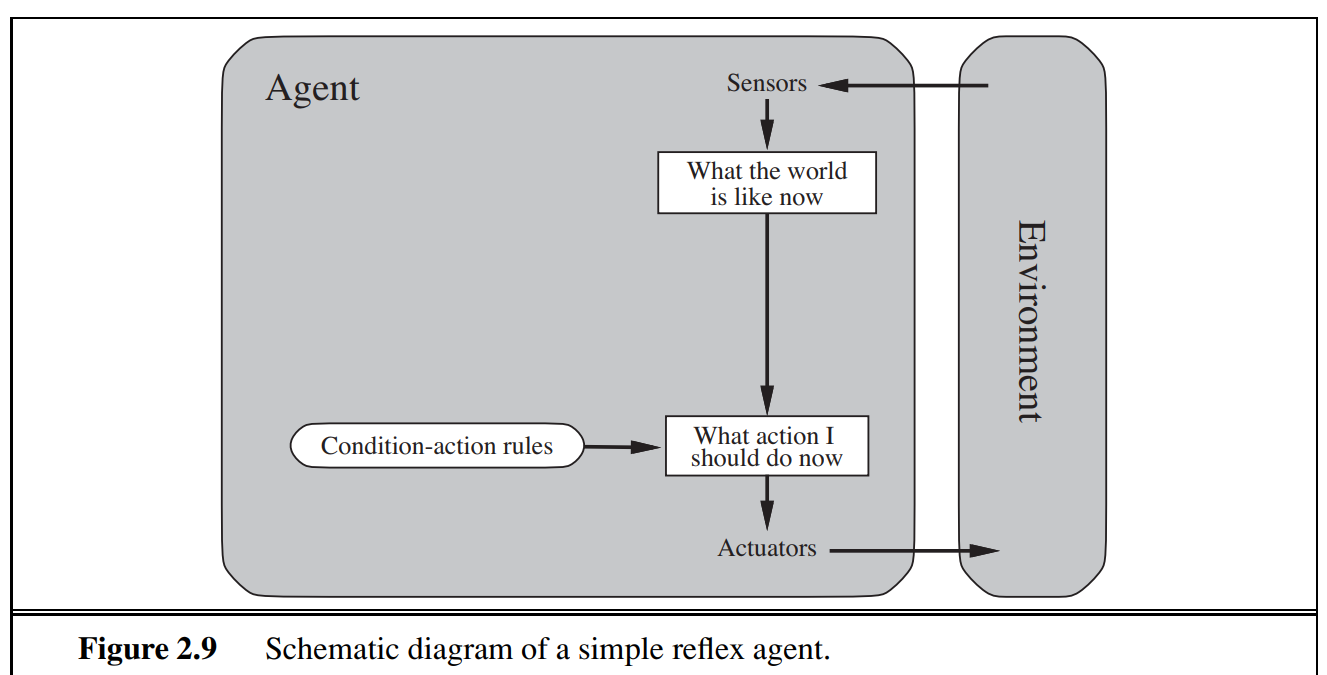 Agent
Sensors
What the world
is like now
Environment
Condition-action rules
What action I
should do now
Actuators
Figure 2.9 Schematic diagram of a simple reflex agent.